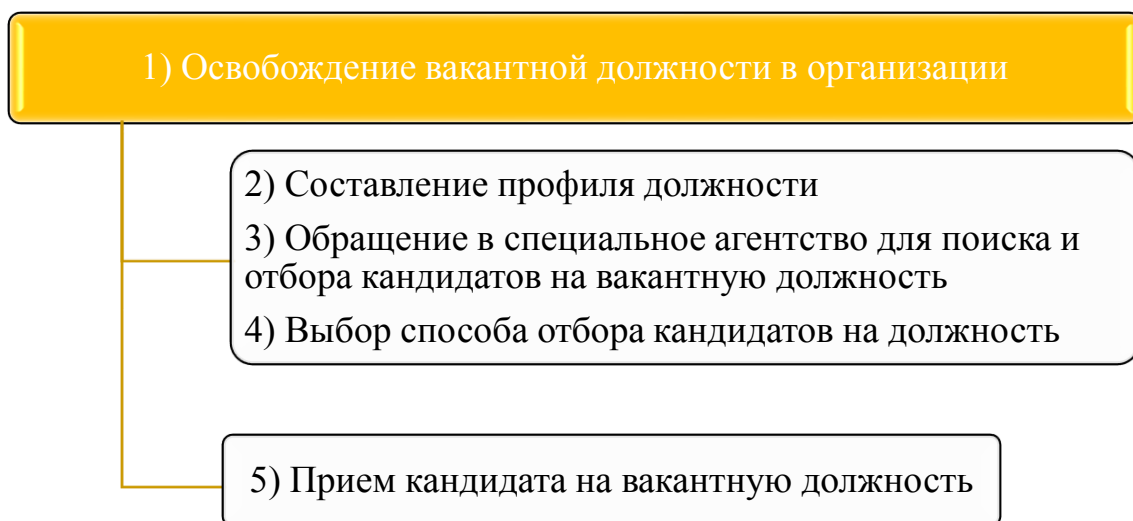 1) Освобождение вакантной должности в организации
2) Составление профиля должности
3) Обращение в специальное агентство для поиска и
отбора кандидатов на вакантную должность
4) Выбор способа отбора кандидатов на должность
5) Прием кандидата на вакантную должность